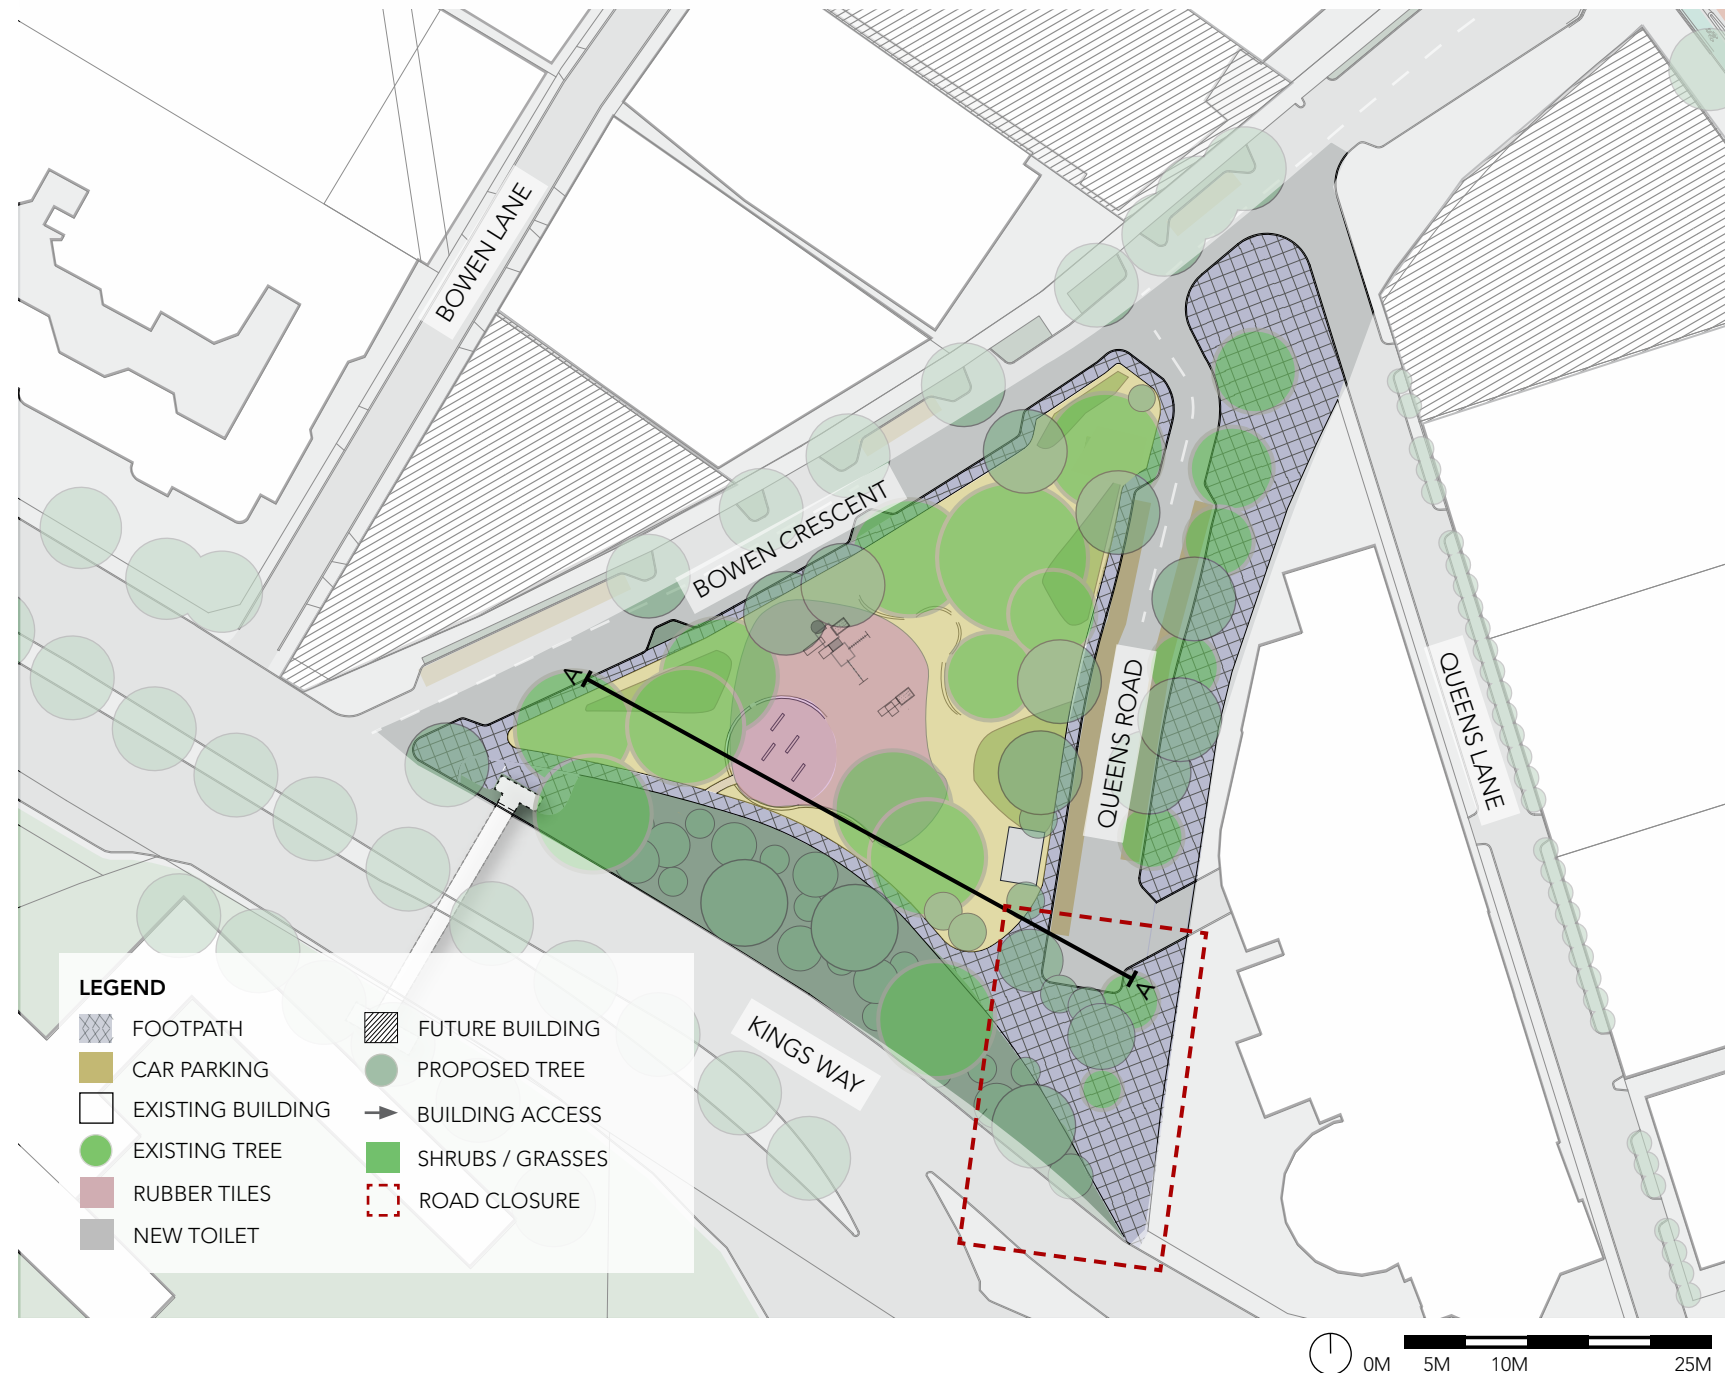 BOWEN LANE
BOWEN CRESCENT
A
A
QUEENS ROAD
QUEENS LANE
KINGS WAY
LEGEND
FOOTPATH
CAR PARKING
EXISTING BUILDING
EXISTING TREE
RUBBER TILES
NEW TOILET
FUTURE BUILDING
PROPOSED TREE
BUILDING ACCESS
SHRUBS / GRASSES
ROAD CLOSURE
0M 5M 10M 25M